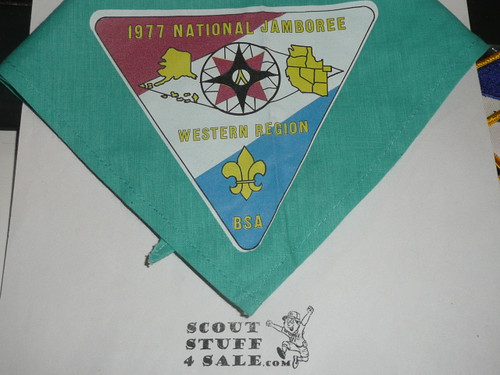 1977 NATIONAL JAMBOREE
WESTERN REGION
BSA
SCOUT
STUFF
4 SALE.com